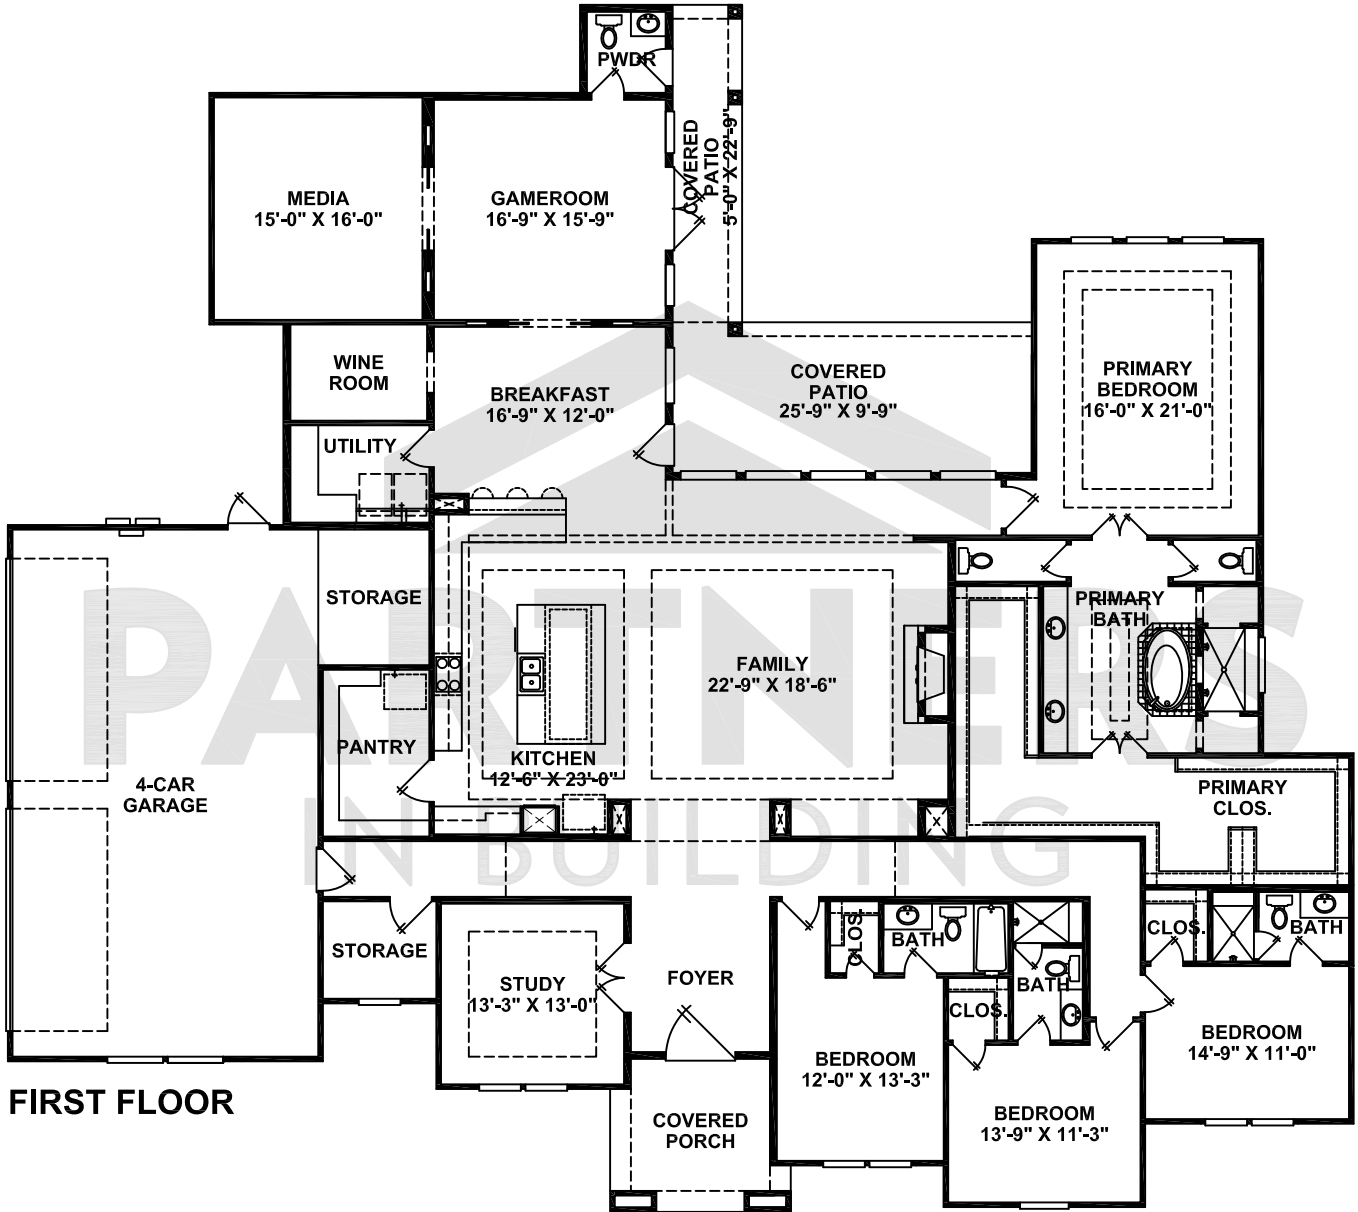 PWDR
COVERED
PATIO
5'-0" X 22'-9"
MEDIA
15'-0" X 16'-0"
GAMEROOM
16'-9" X 15'-9"
WINE
ROOM
BREAKFAST
16'-9" X 12'-0"
COVERED
PATIO
25'-9" X 9'-9"
PRIMARY
BEDROOM
16'-0" X 21'-0"
UTILITY
STORAGE
PRIMARY
BATH
FAMILY
22'-9" X 18'-6"
PANTRY
KITCHEN
12'-6" X 23'-0"
4-CAR
GARAGE
PRIMARY
CLOS.
PARTNERS
IN BUILDING
STORAGE
STUDY
13'-3" X 13'-0"
FOYER
CLOS.
BATH
CLOS.
BATH
CLOS.
BATH
BEDROOM
14'-9" X 11'-0"
BEDROOM
12'-0" X 13'-3"
BEDROOM
13'-9" X 11'-3"
COVERED
PORCH
FIRST FLOOR